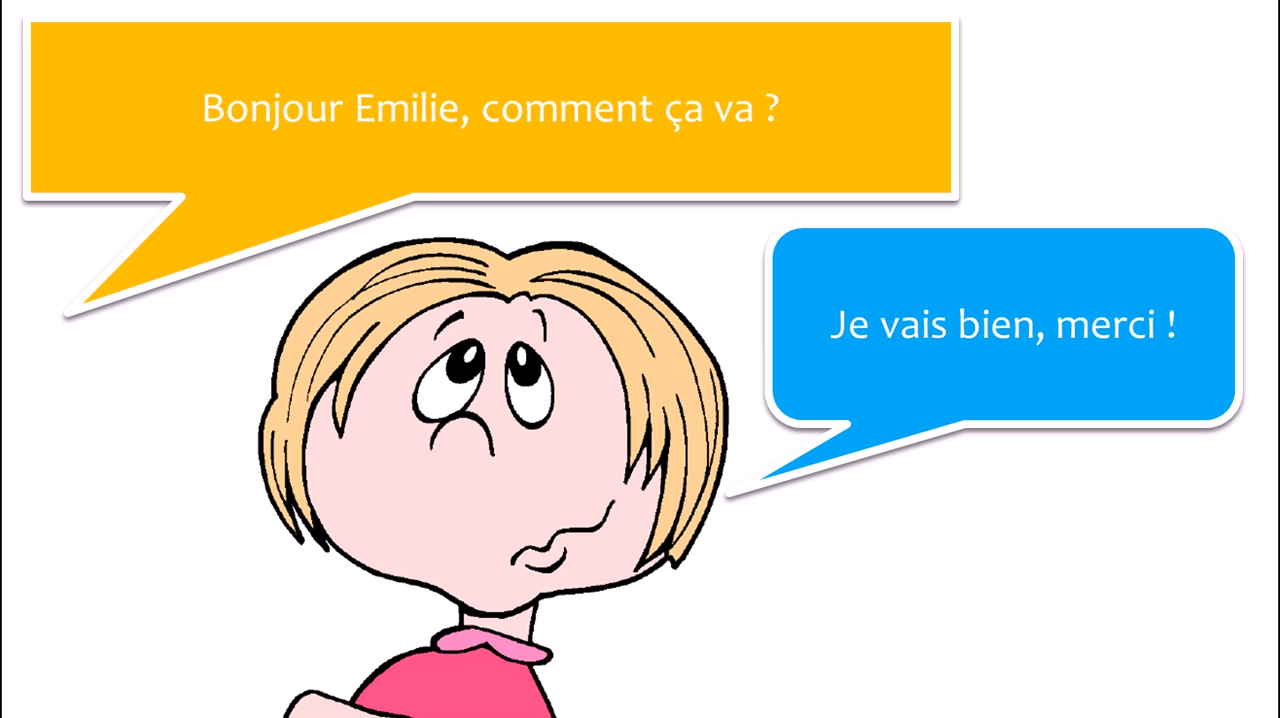 Bonjour Emilie, comment ça va ?
Je vais bien, merci !